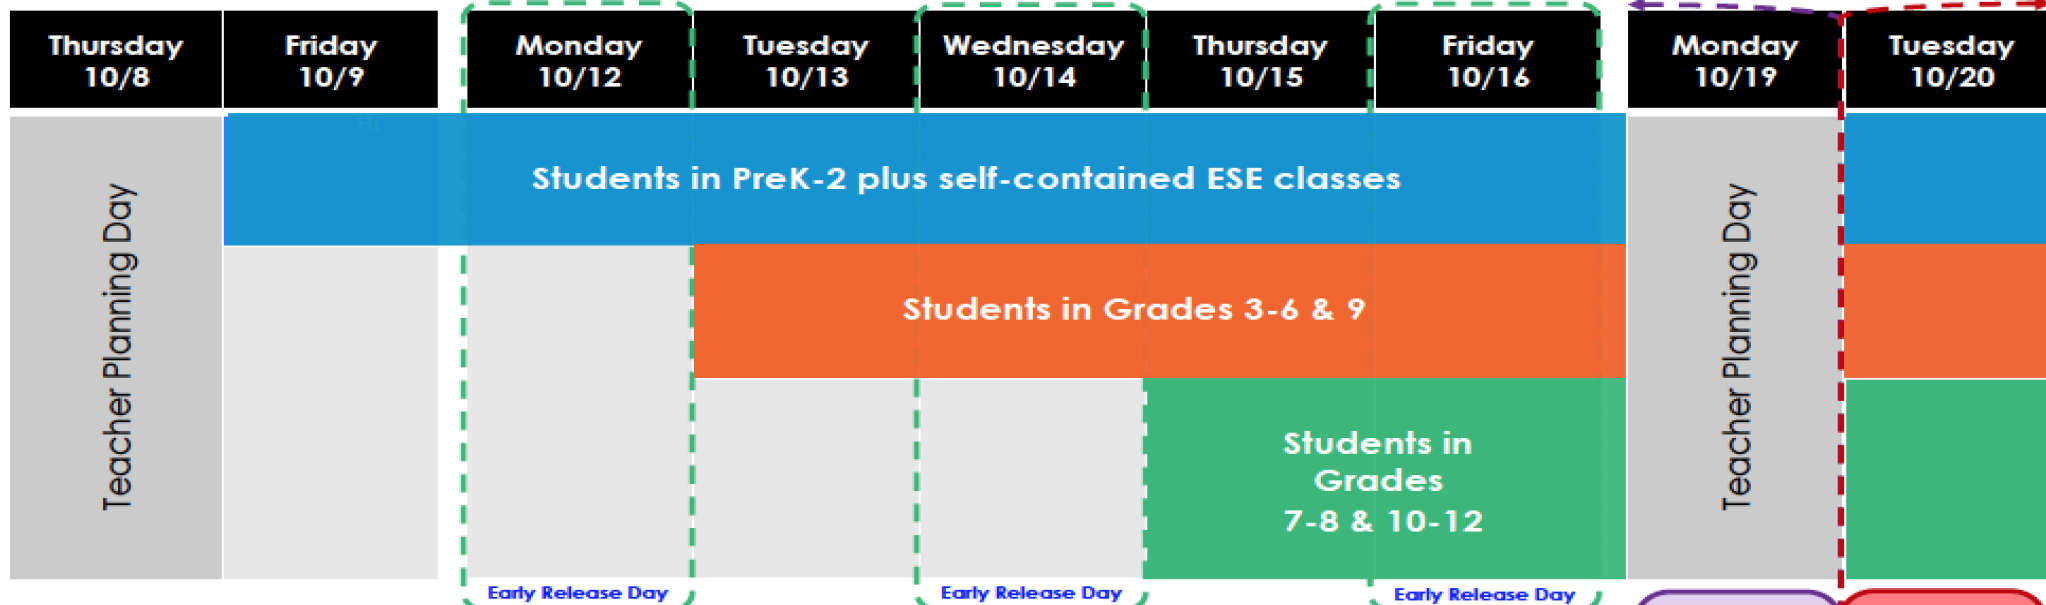 Thursday
10/8
Friday
10/9
Monday
10/12
Tuesday
10/13
Wednesday
10/14
Thursday
10/15
Friday
10/16
Monday
10/19
Tuesday
10/20
Teacher Planning Day
Students in PreK-2 plus self-contained ESE classes
Students in Grades 3-6 & 9
Students in
Grades
7-8 & 10-12
Teacher Planning Day
Early Release Day
Early Release Day
Early Release Day